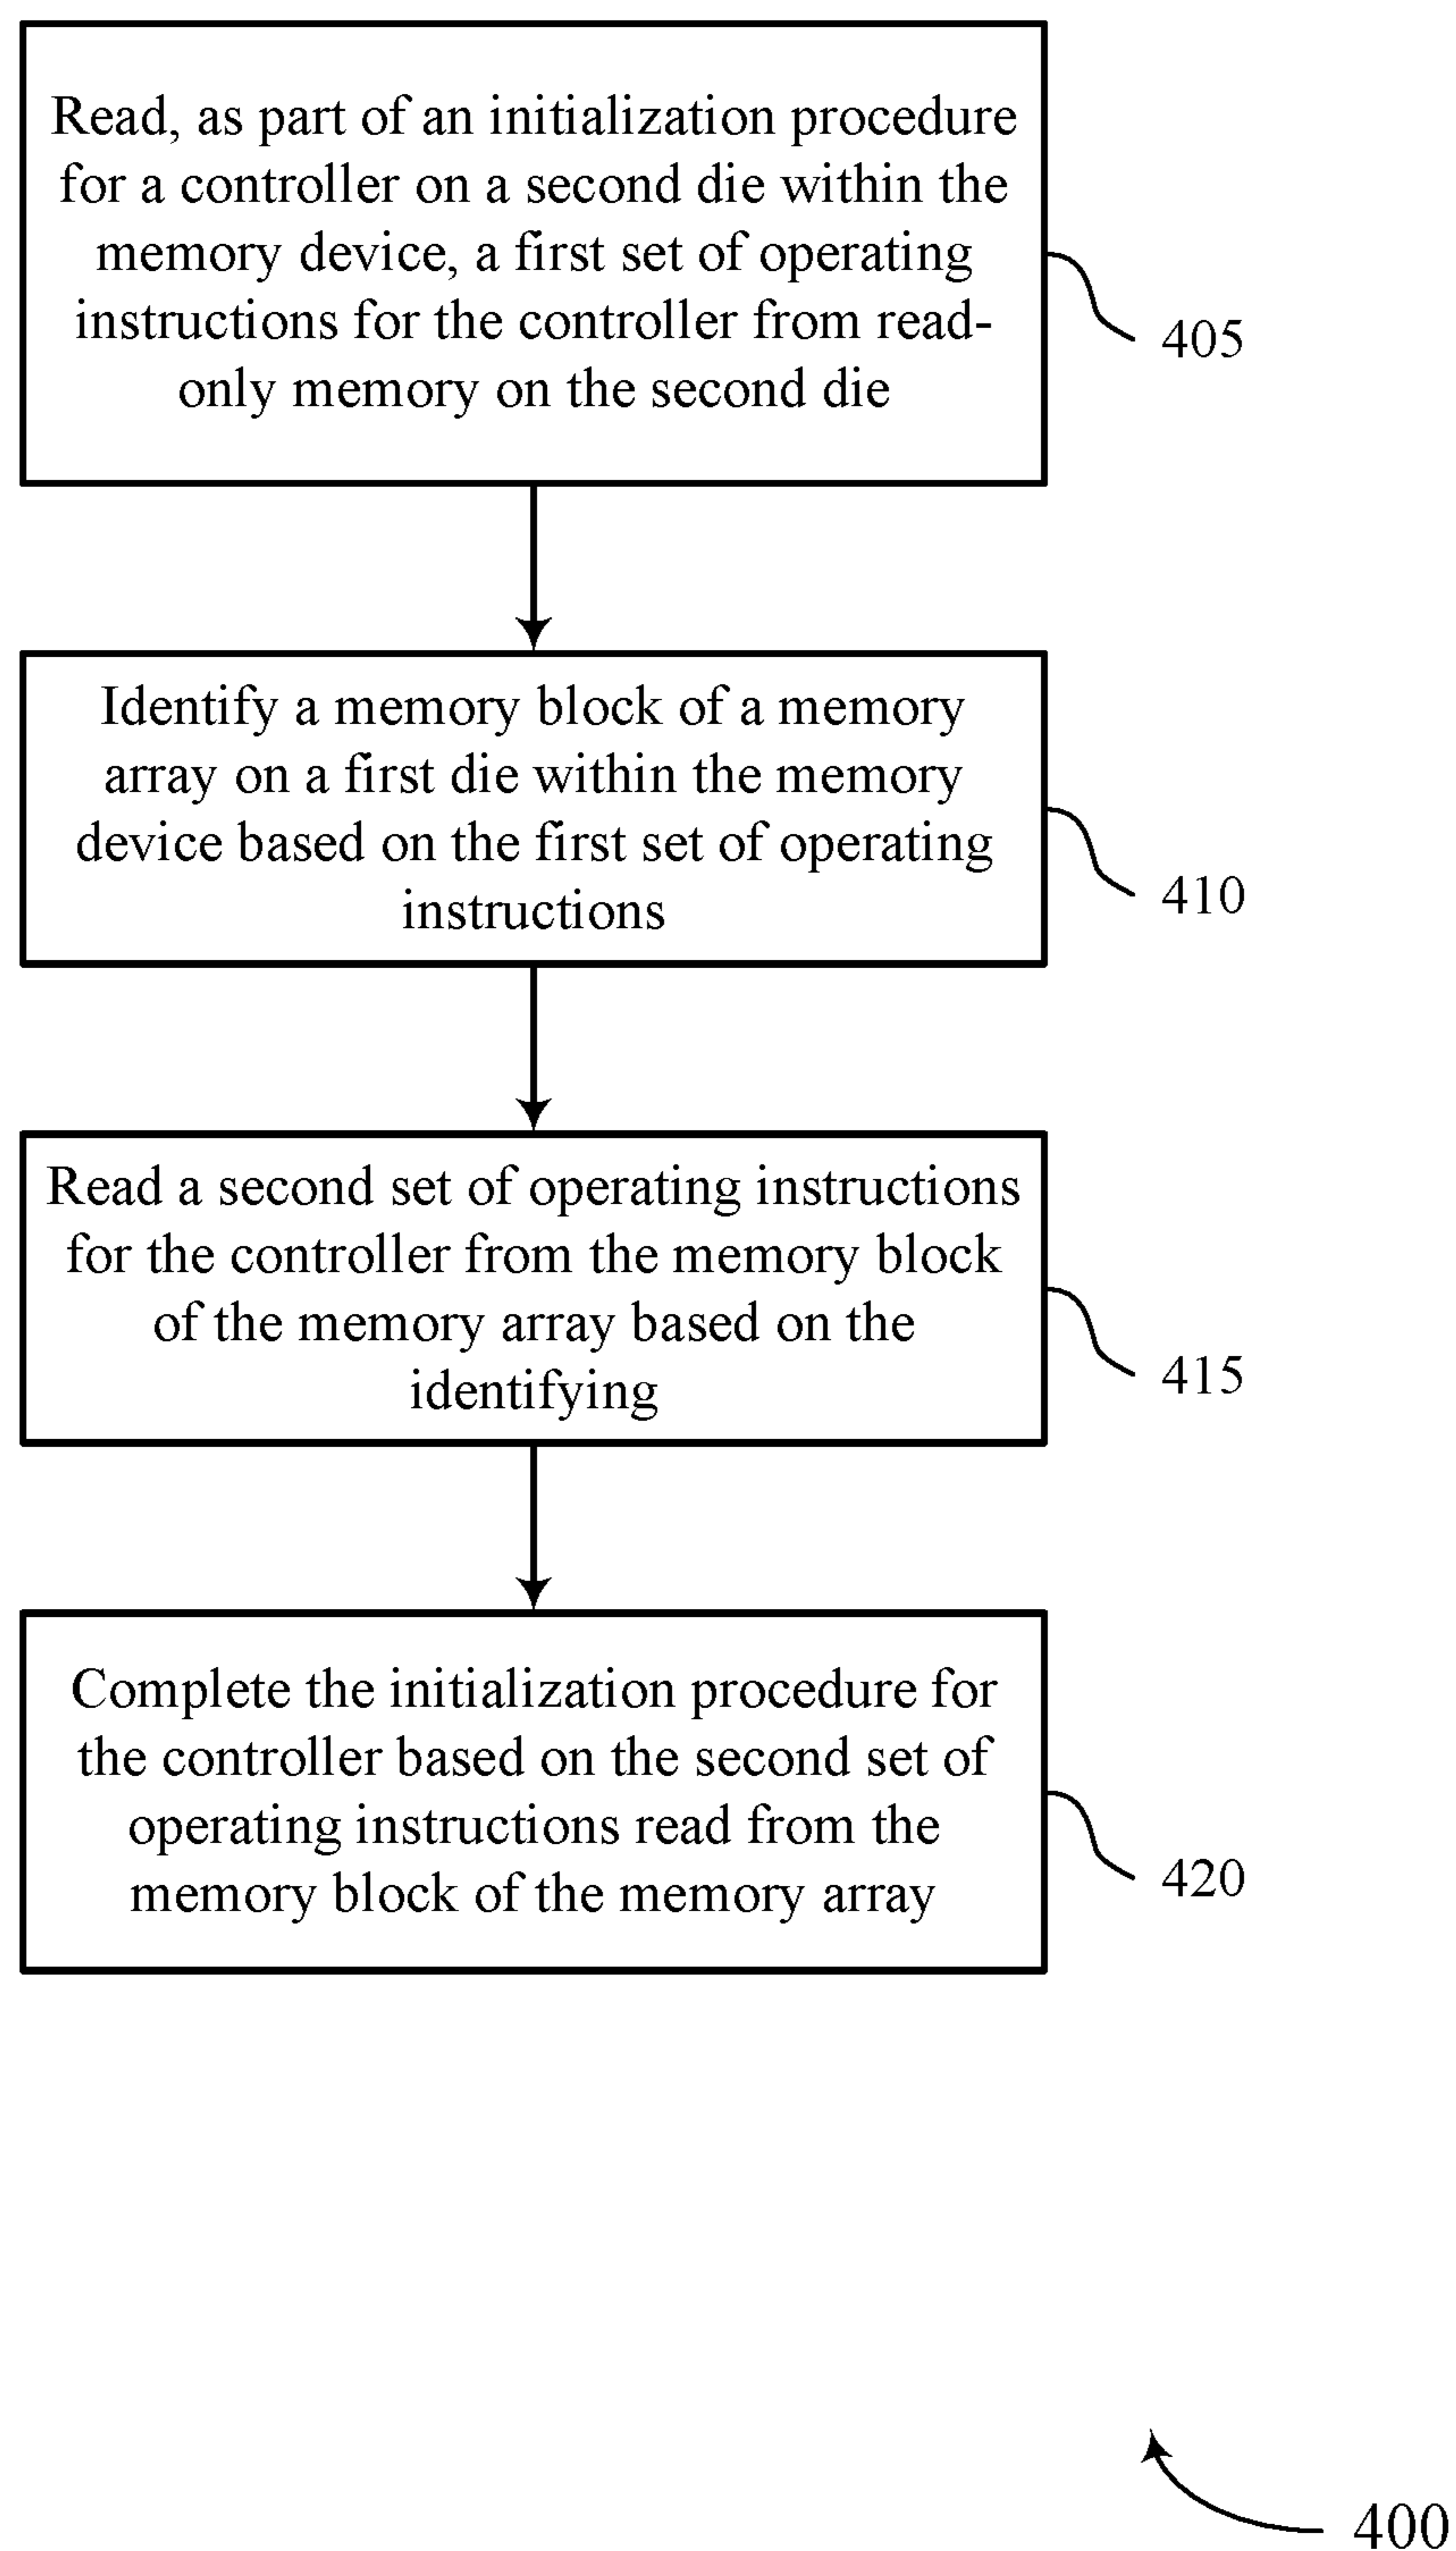 Read, as part of an initialization procedure
for a controller on a second die within the
memory device, a first set of operating
instructions for the controller from read-
only memory on the second die
405
Identify a memory block of a memory
array on a first die within the memory
device based on the first set of operating
instructions
410
Read a second set of operating instructions
for the controller from the memory block
of the memory array based on the
identifying
415
Complete the initialization procedure for
the controller based on the second set of
operating instructions read from the
memory block of the memory array
420
400